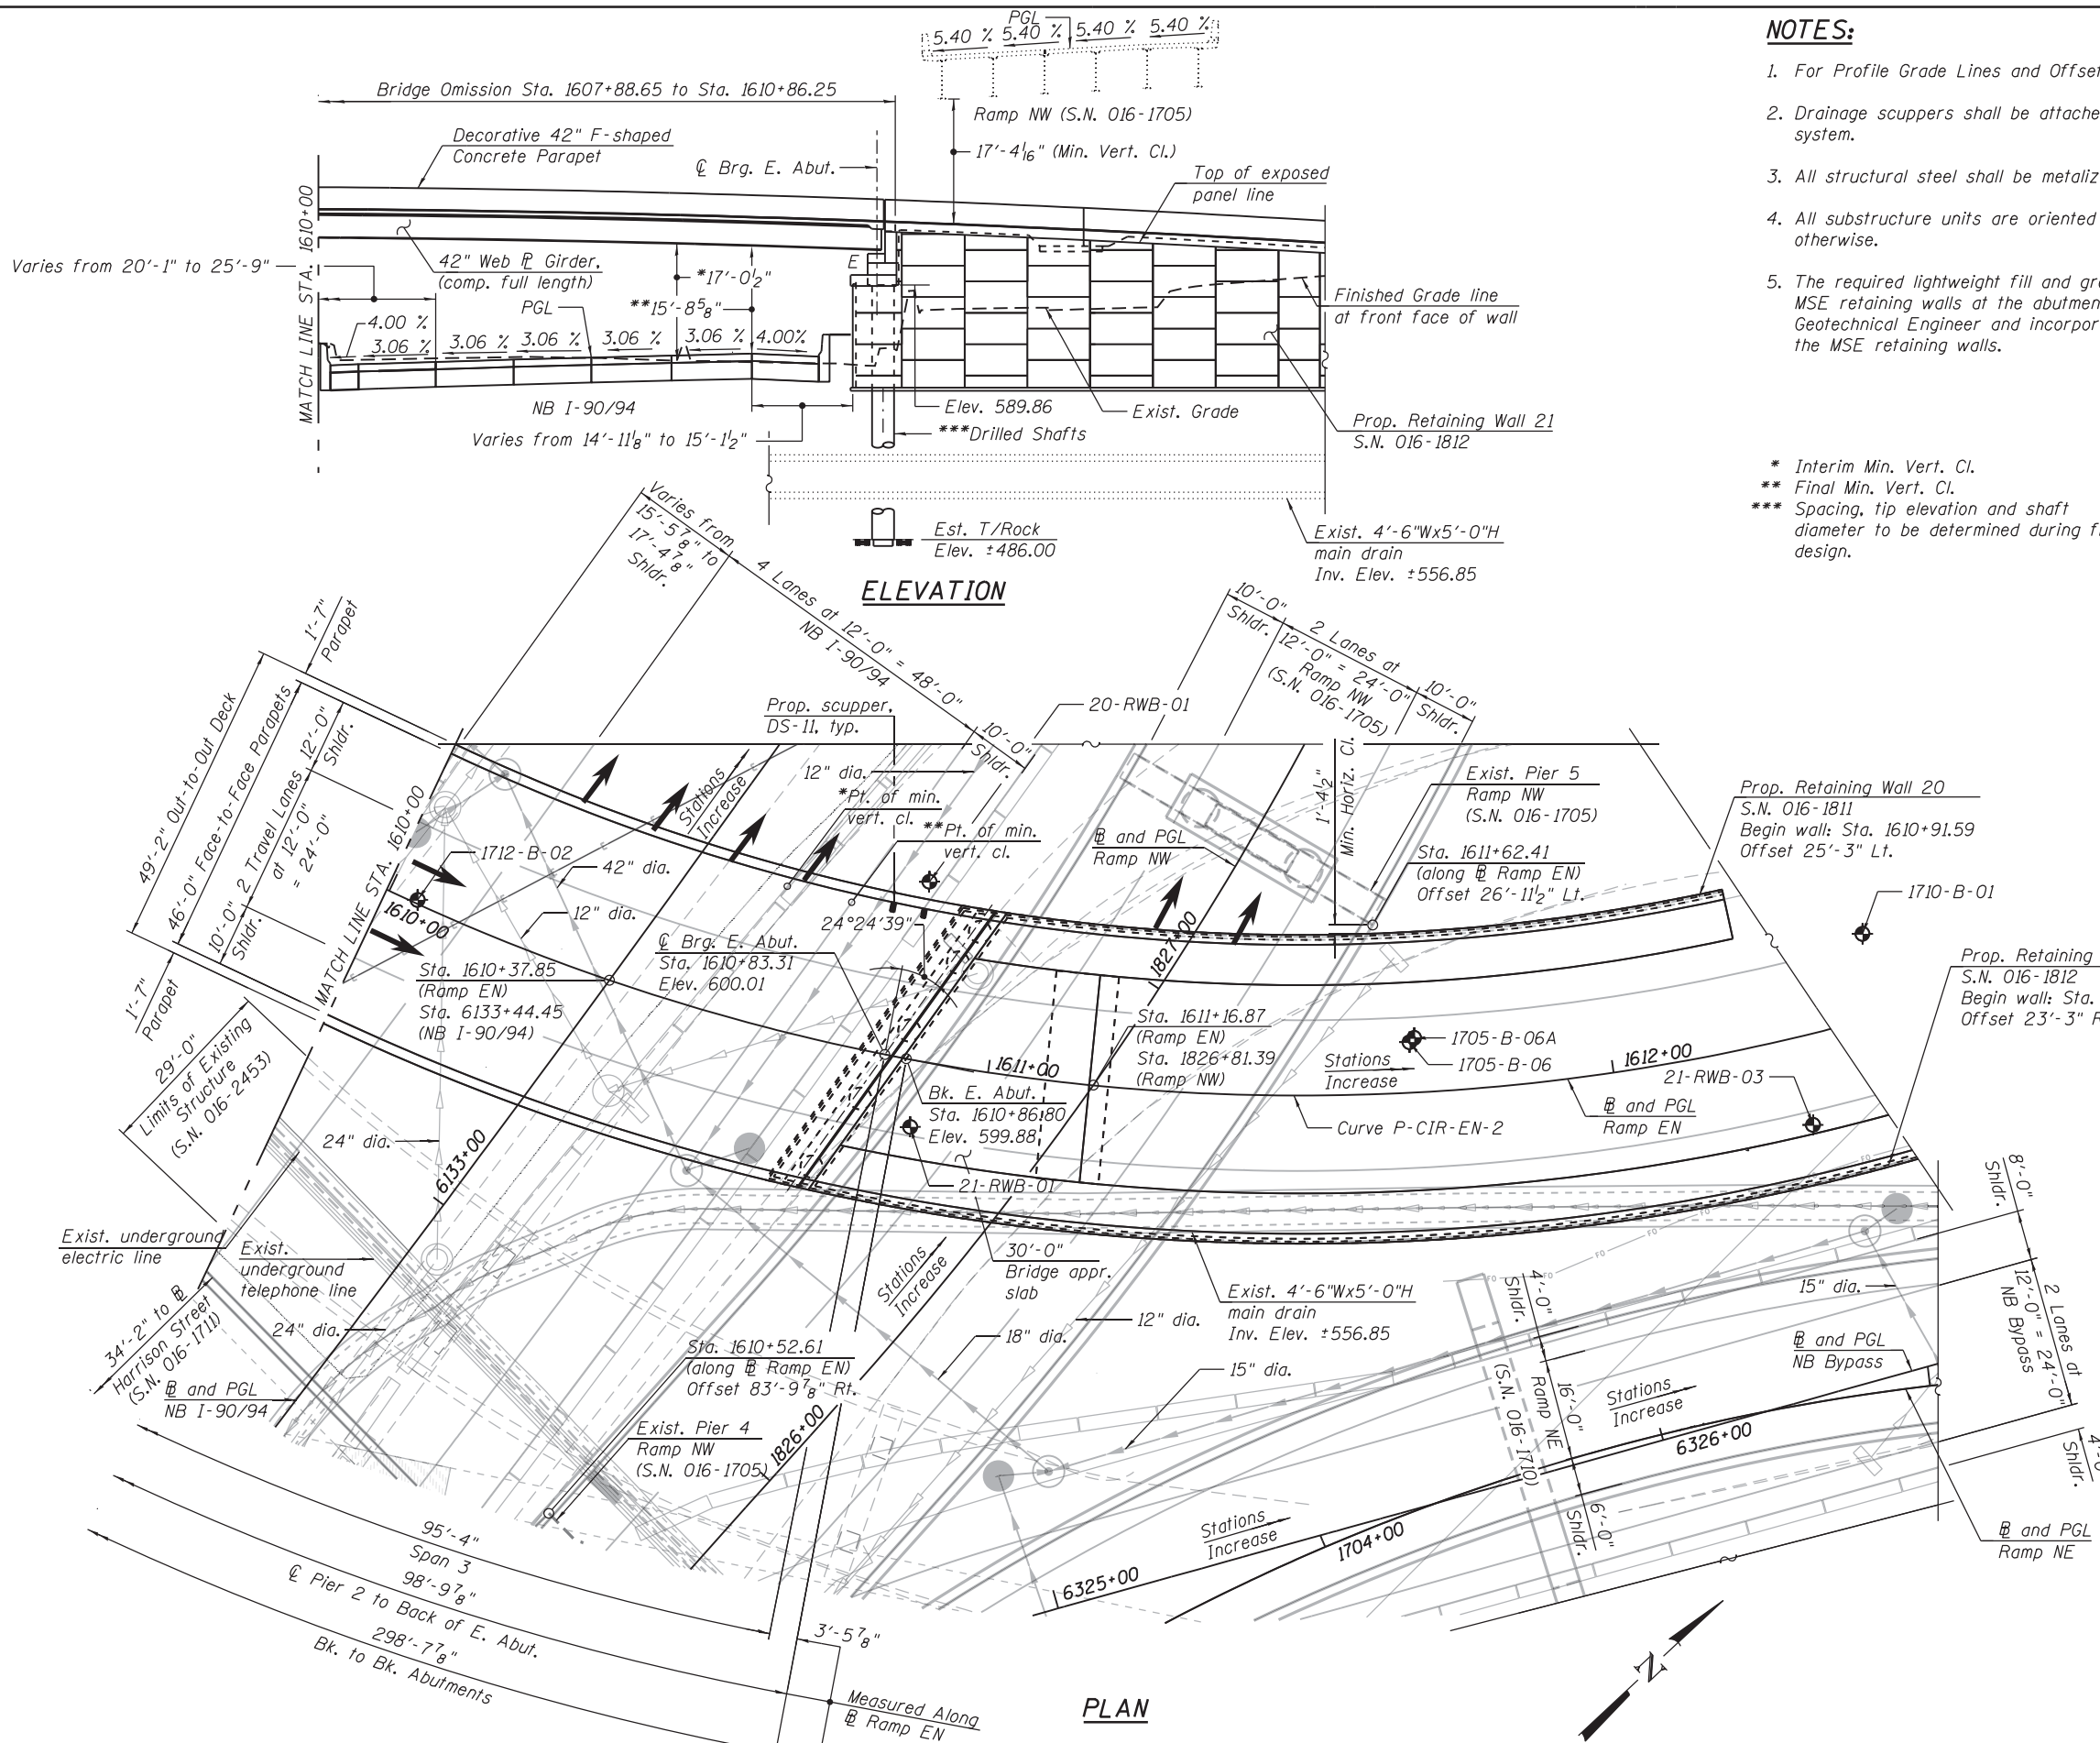 NOTES:
1. For Profile Grade Lines and Offset
2. Drainage scuppers shall be attache
system.
3. All structural steel shall be metaliz
4. All substructure units are oriented
otherwise.
5. The required lightweight fill and gr
MSE retaining walls at the abutmen
Geotechnical Engineer and incorpor
the MSE retaining walls.
* Interim Min. Vert. Cl.
** Final Min. Vert. Cl.
*** Spacing, tip elevation and shaft
diameter to be determined during f
design.
PGL
5.40 % 5.40 % 5.40 % 5.40 %
Bridge Omission Sta. 1607+88.65 to Sta. 1610+86.25
Ramp NW (S.N. 016-1705)
Decorative 42" F-shaped
Concrete Parapet
17'-4 1/16" (Min. Vert. Cl.)
℄ Brg. E. Abut.
Top of exposed
panel line
MATCH LINE STA. 1610+00
Varies from 20'-1" to 25'-9"
42" Web ⅊ Girder,
(comp. full length)
E
*17'-0 1/2"
PGL
**15'-8 5/8"
Finished Grade line
at front face of wall
4.00 %
3.06 % 3.06 % 3.06 % 3.06 % 3.06 % 4.00%
NB I-90/94
Elev. 589.86
Exist. Grade
Varies from 14'-11 1/8" to 15'-1 1/2"
***Drilled Shafts
Prop. Retaining Wall 21
S.N. 016-1812
Est. T/Rock
Elev. ±486.00
Exist. 4'-6"Wx5'-0"H
main drain
Inv. Elev. ±556.85
ELEVATION
Varies from
15'-5 7/8" to
17'-4 7/8"
Shldr.
4 Lanes at 12'-0" = 48'-0"
NB I-90/94
10'-0"
Shldr.
10'-0"
Shldr.
2 Lanes at
12'-0" = 24'-0"
Ramp NW
(S.N. 016-1705)
10'-0"
Shldr.
1'-7"
Parapet
49'-2" Out-to-Out Deck
46'-0" Face-to-Face Parapets
10'-0"
Shldr.
2 Travel Lanes
at 12'-0"
= 24'-0"
12'-0"
Shldr.
1'-7"
Parapet
MATCH LINE STA. 1610+00
1610+00
Prop. scupper,
DS-11, typ.
20-RWB-01
12" dia.
*Pt. of min.
vert. cl.
**Pt. of min.
vert. cl.
Stations
Increase
1712-B-02
42" dia.
12" dia.
24°24'39"
℄ Brg. E. Abut.
Sta. 1610+83.31
Elev. 600.01
Sta. 1610+37.85
(Ramp EN)
Sta. 6133+44.45
(NB I-90/94)
1'-4 1/2"
Min. Horiz. Cl.
Exist. Pier 5
Ramp NW
(S.N. 016-1705)
Sta. 1611+62.41
(along B̲L Ramp EN)
Offset 26'-11 1/2" Lt.
BL and PGL
Ramp NW
1827+00
Prop. Retaining Wall 20
S.N. 016-1811
Begin wall: Sta. 1610+91.59
Offset 25'-3" Lt.
1710-B-01
Prop. Retaining
S.N. 016-1812
Begin wall: Sta.
Offset 23'-3" R
29'-0"
Limits of Existing
Structure
(S.N. 016-2453)
24" dia.
6133+00
1611+00
Bk. E. Abut.
Sta. 1610+86.80
Elev. 599.88
21-RWB-01
Sta. 1611+16.87
(Ramp EN)
Sta. 1826+81.39
(Ramp NW)
1705-B-06A
1705-B-06
Stations
Increase
1612+00
21-RWB-03
BL and PGL
Ramp EN
Curve P-CIR-EN-2
Exist. underground
electric line
Exist.
underground
telephone line
24" dia.
34'-2" to BL
Harrison Street
(S.N. 016-1711)
BL and PGL
NB I-90/94
Stations
Increase
30'-0"
Bridge appr.
slab
Exist. 4'-6"Wx5'-0"H
main drain
Inv. Elev. ±556.85
18" dia.
12" dia.
15" dia.
Sta. 1610+52.61
(along BL Ramp EN)
Offset 83'-9 7/8" Rt.
Exist. Pier 4
Ramp NW
(S.N. 016-1705)
1826+00
FO FO FO FO FO
8'-0"
Shldr.
2 Lanes at
12'-0" = 24'-0"
NB Bypass
4'-0"
Shldr.
15" dia.
BL and PGL
NB Bypass
4'-0"
Shldr.
16'-0"
Ramp NE
(S.N. 016-1710)
6'-0"
Shldr.
Stations
Increase
6326+00
Stations
Increase
1704+00
6325+00
BL and PGL
Ramp NE
95'-4"
Span 3
98'-9 7/8"
℄ Pier 2 to Back of E. Abut.
298'-7 7/8"
Bk. to Bk. Abutments
3'-5 7/8"
Measured Along
BL Ramp EN
PLAN
N